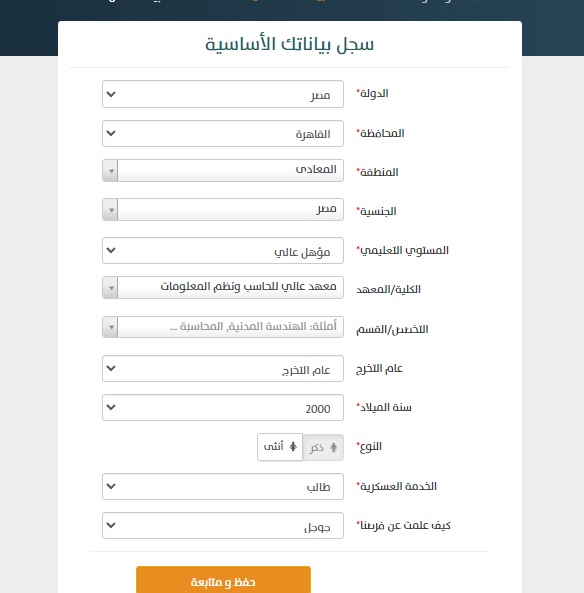 سجل بياناتك الأساسية
الدولة* مصر
المحافظة* القاهرة
المنطقة* المعادى
الجنسية* مصر
المستوي التعليمي* مؤهل عالي
الكلية/المعهد معهد عالي للحاسب ونظم المعلومات
التخصص/القسم أمثلة: الهندسة المدنية, المحاسبة ...
عام التخرج عام التخرج
سنة الميلاد* 2000
النوع* ذكر أنثى
الخدمة العسكرية* طالب
كيف علمت عن فرصنا* جوجل
حفظ و متابعة